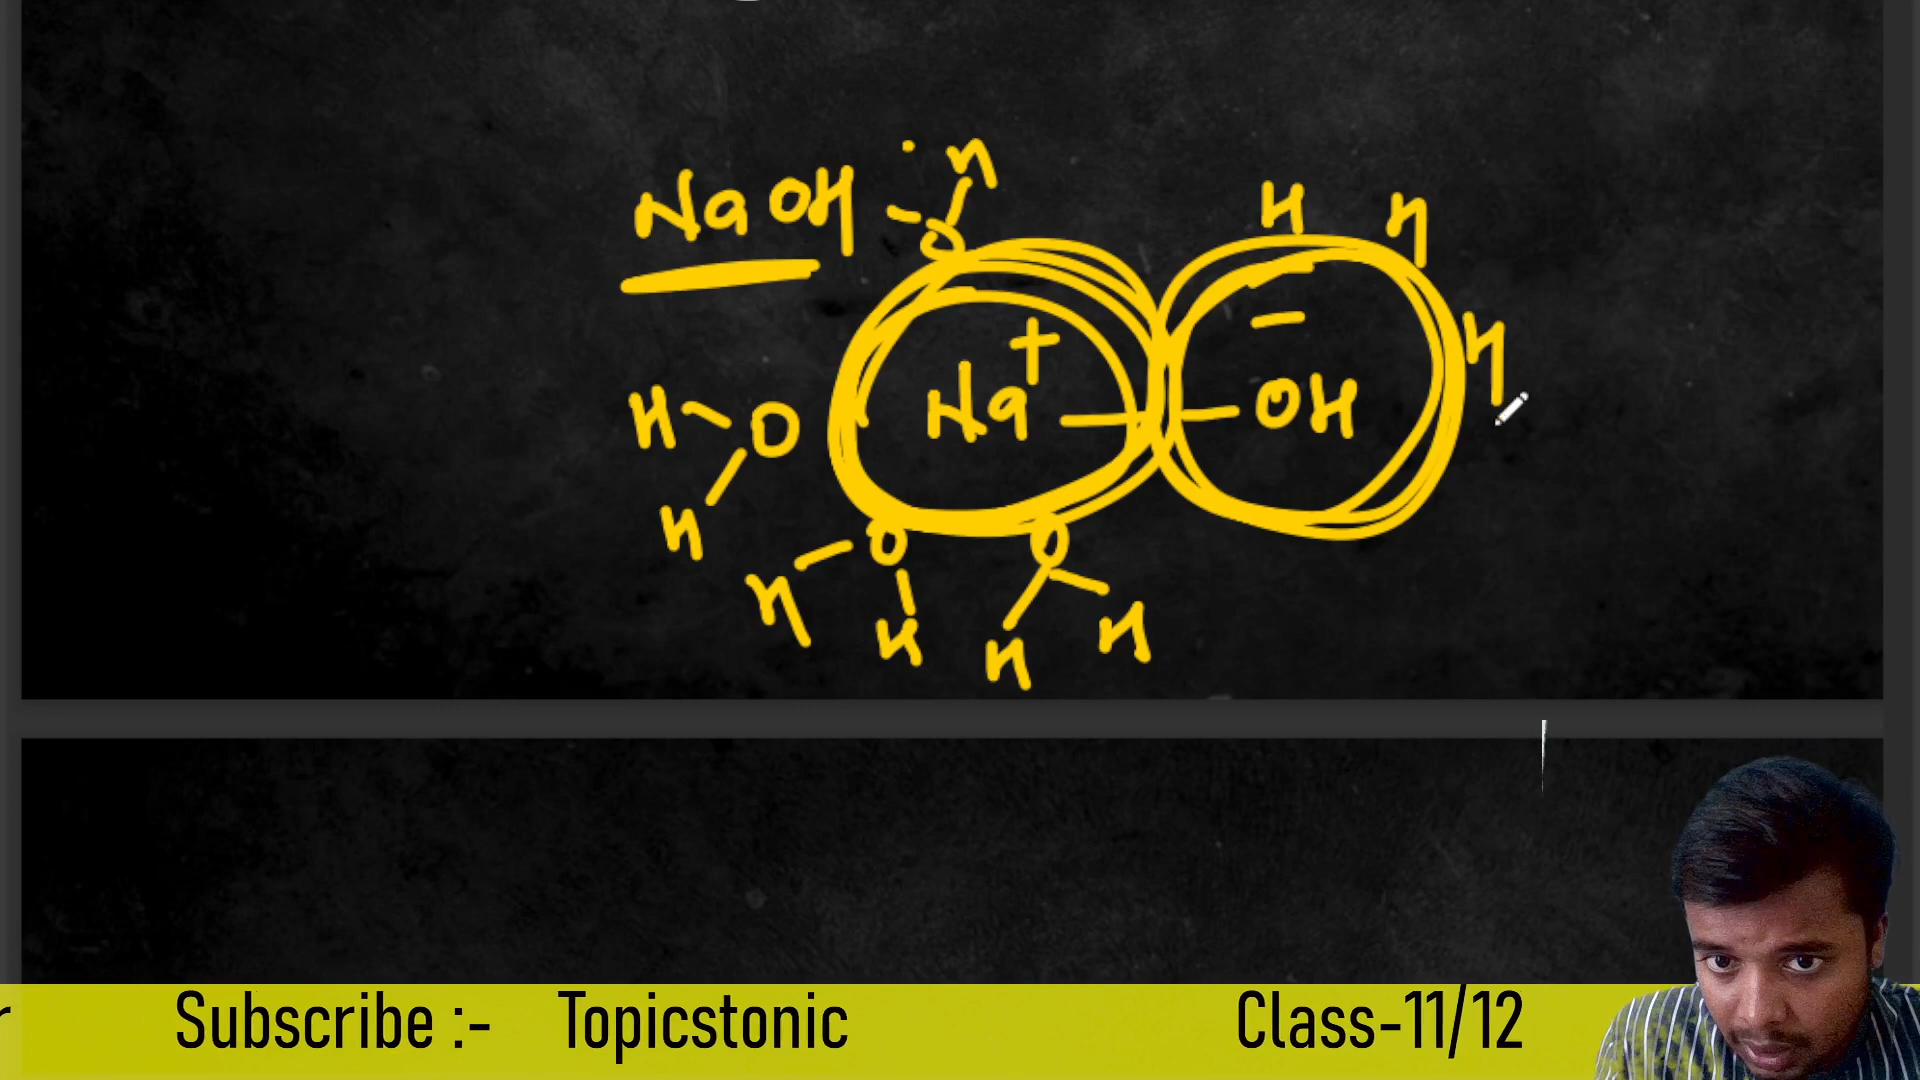 NaOH
H
O
H
H
H
+
−
Na — OH
H
H O
H
O
H
H
O
H
H
r Subscribe :- Topicstonic Class-11/12